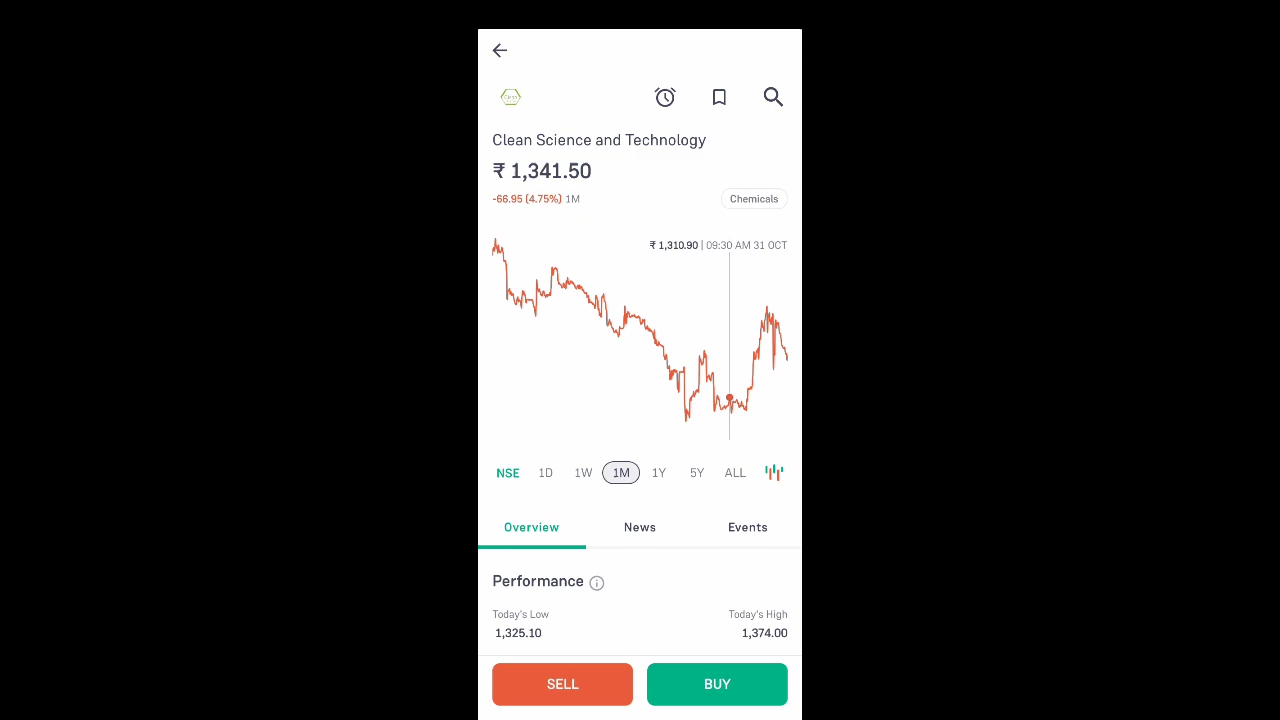 Clean
Clean Science and Technology
₹ 1,341.50
-66.95 (4.75%) 1M
Chemicals
₹ 1,310.90 | 09:30 AM 31 OCT
NSE 1D 1W 1M 1Y 5Y ALL
Overview News Events
Performance
Today's Low Today's High
1,325.10 1,374.00
SELL BUY